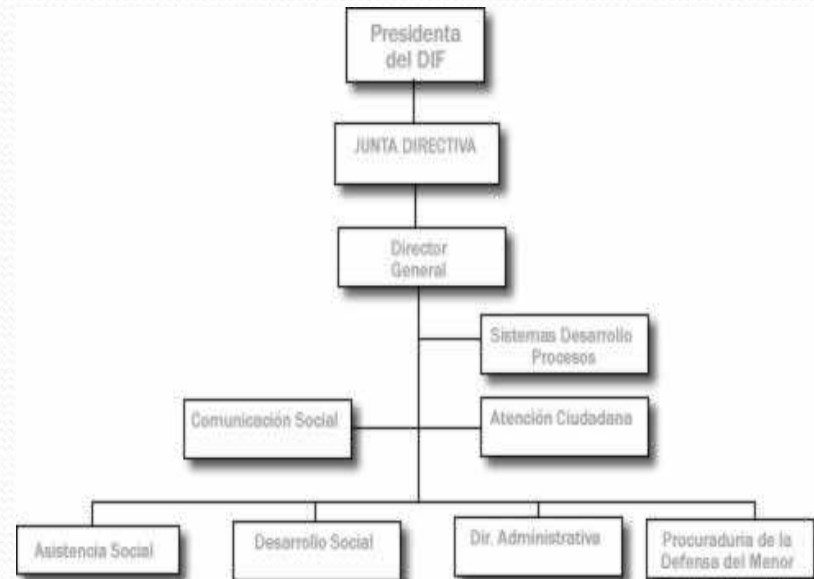 Presidenta
del DIF
JUNTA DIRECTIVA
Director
General
Sistemas Desarrollo
Procesos
Comunicación Social
Atención Ciudadana
Asistencia Social
Desarrollo Social
Dir. Administrativa
Procuraduria de la
Defensa del Menor